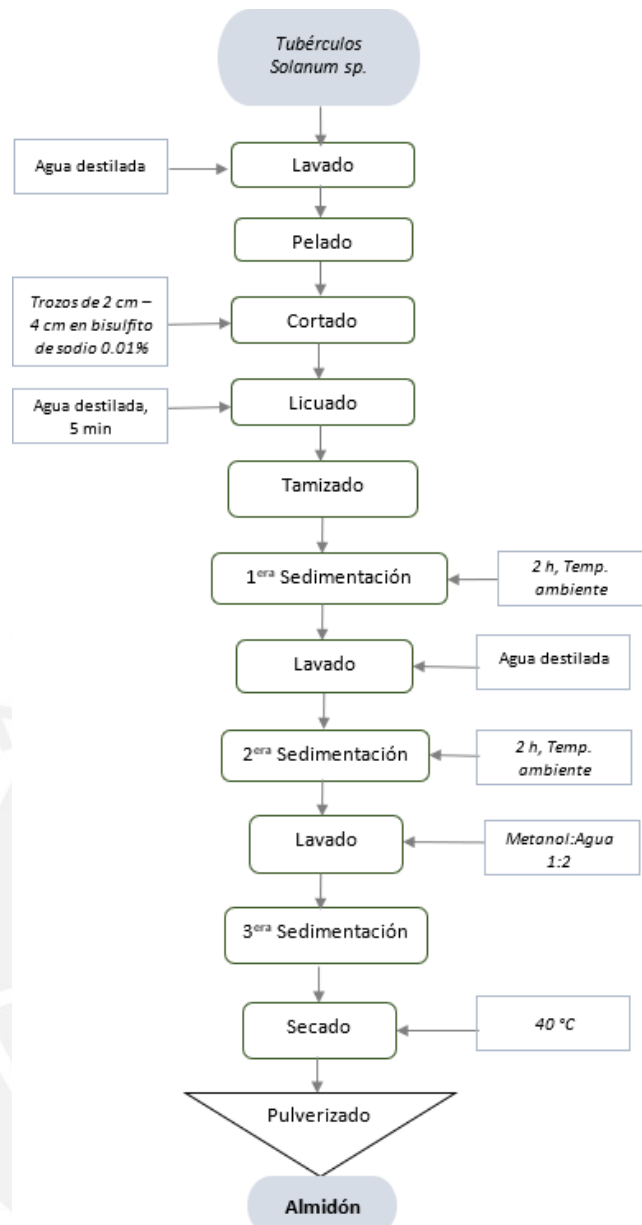 Tubérculos
Solanum sp.
Agua destilada
Lavado
Pelado
Trozos de 2 cm –
4 cm en bisulfito
de sodio 0.01%
Cortado
Agua destilada,
5 min
Licuado
Tamizado
1era Sedimentación
2 h, Temp.
ambiente
Lavado
Agua destilada
2era Sedimentación
2 h, Temp.
ambiente
Lavado
Metanol:Agua
1:2
3era Sedimentación
Secado
40 °C
Pulverizado
Almidón